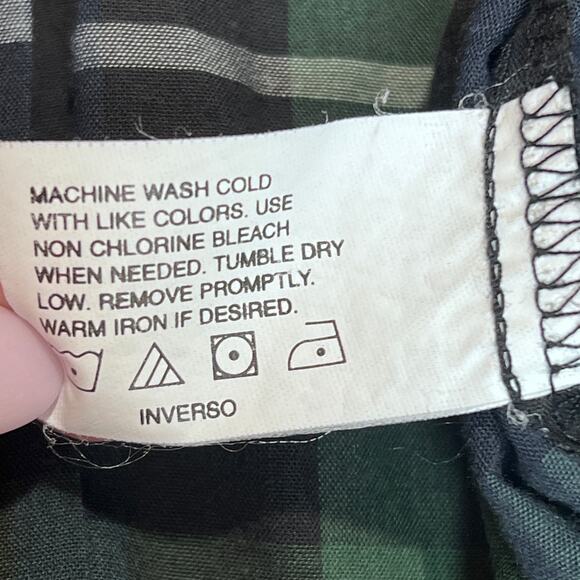 MACHINE WASH COLD
WITH LIKE COLORS. USE
NON CHLORINE BLEACH
WHEN NEEDED. TUMBLE DRY
LOW. REMOVE PROMPTLY.
WARM IRON IF DESIRED.
INVERSO